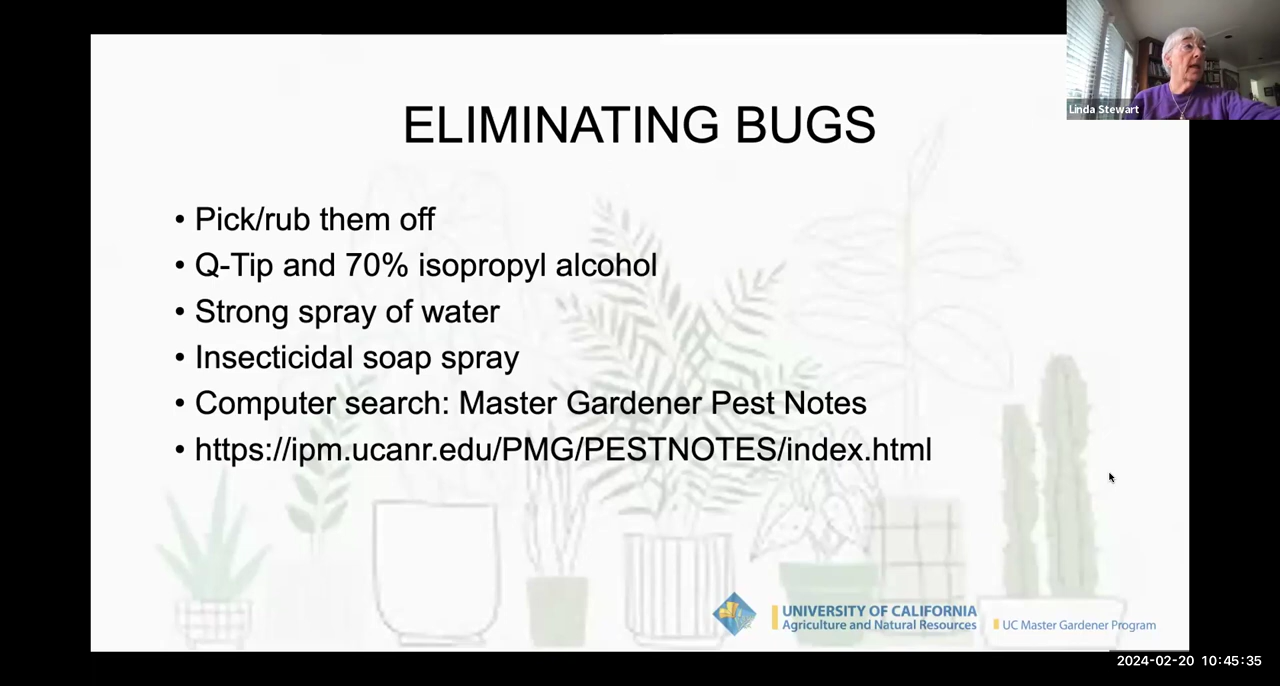 Linda Stewart
ELIMINATING BUGS
• Pick/rub them off
• Q-Tip and 70% isopropyl alcohol
• Strong spray of water
• Insecticidal soap spray
• Computer search: Master Gardener Pest Notes
• https://ipm.ucanr.edu/PMG/PESTNOTES/index.html
UNIVERSITY OF CALIFORNIA
Agriculture and Natural Resources
UC Master Gardener Program
2024-02-20 10:45:35